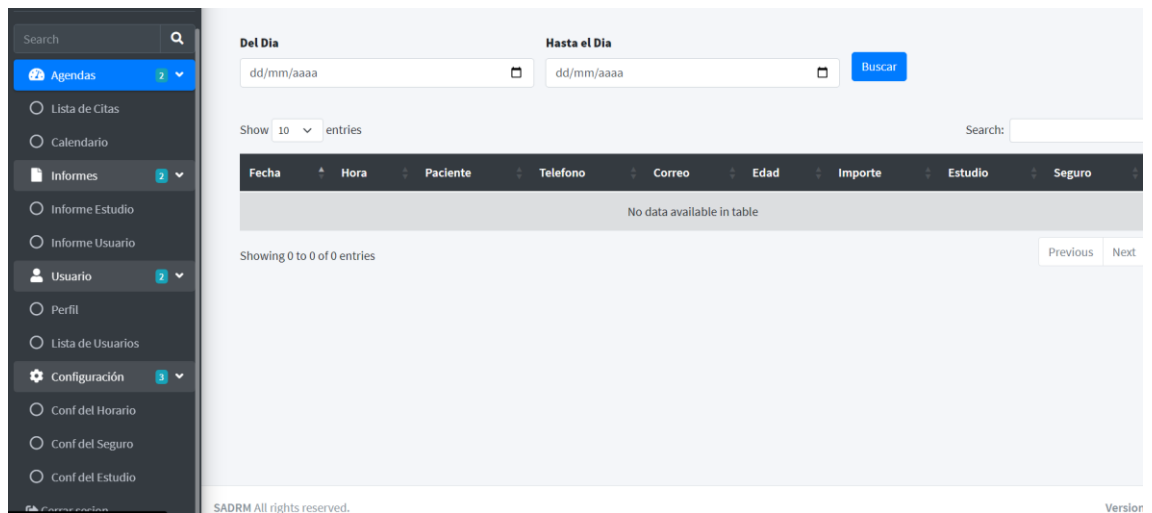 Search
Agendas 2
Lista de Citas
Calendario
Informes 2
Informe Estudio
Informe Usuario
Usuario 2
Perfil
Lista de Usuarios
Configuración 3
Conf del Horario
Conf del Seguro
Conf del Estudio
Cerrar sesion
Del Dia Hasta el Dia
dd/mm/aaaa dd/mm/aaaa Buscar
Show 10 entries Search:
Fecha Hora Paciente Telefono Correo Edad Importe Estudio Seguro
No data available in table
Showing 0 to 0 of 0 entries Previous Next
SADRM All rights reserved. Version